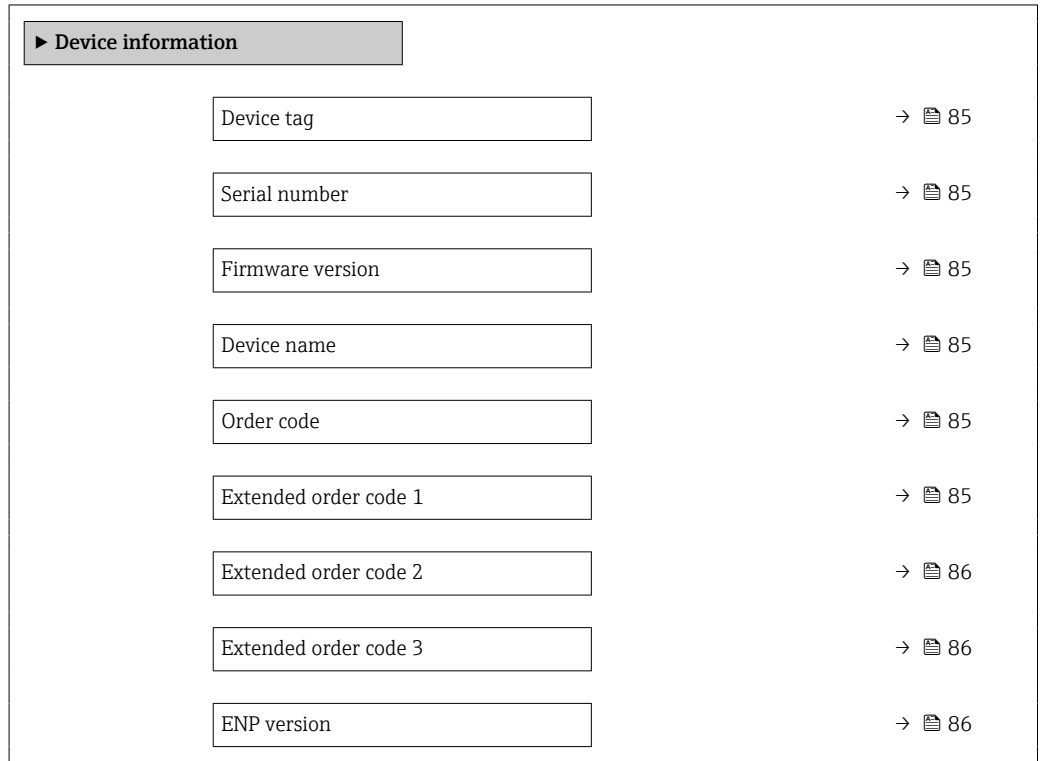 ▶ Device information
Device tag → 85
Serial number → 85
Firmware version → 85
Device name → 85
Order code → 85
Extended order code 1 → 85
Extended order code 2 → 86
Extended order code 3 → 86
ENP version → 86